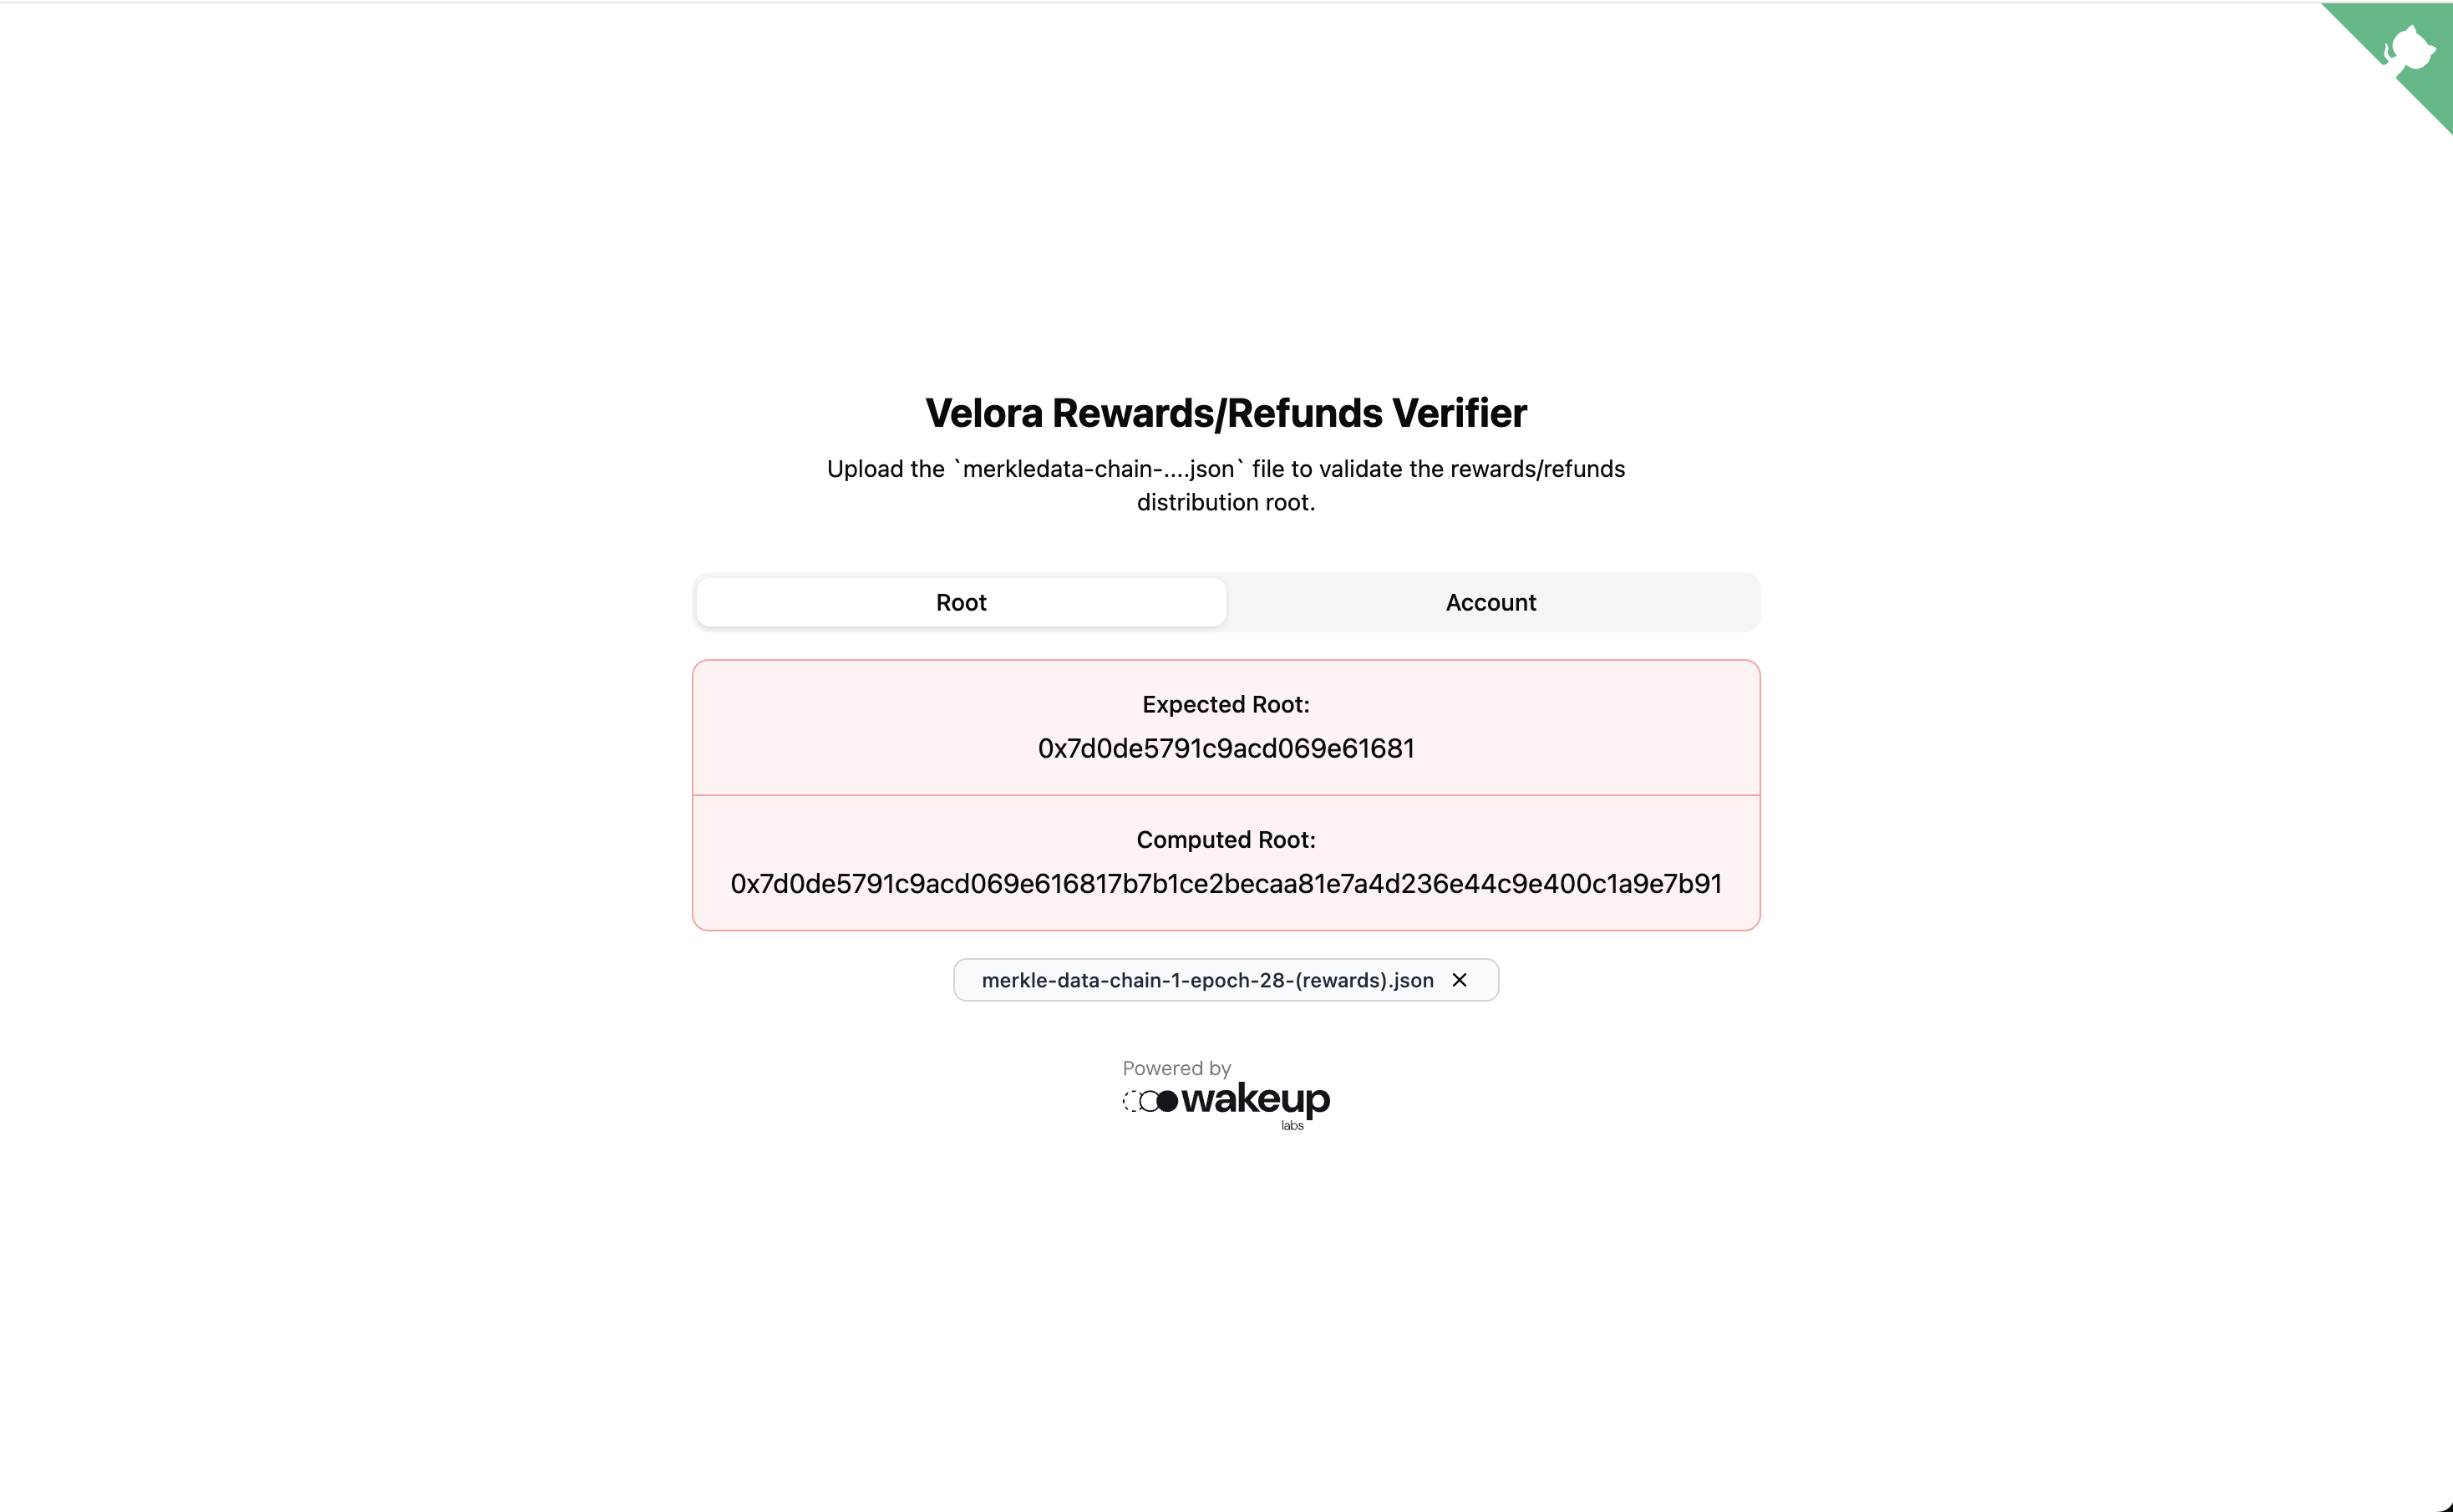 Velora Rewards/Refunds Verifier
Upload the `merkledata-chain-....json` file to validate the rewards/refunds
distribution root.
Root
Account
Expected Root:
0x7d0de5791c9acd069e61681
Computed Root:
0x7d0de5791c9acd069e616817b7b1ce2becaa81e7a4d236e44c9e400c1a9e7b91
merkle-data-chain-1-epoch-28-(rewards).json
Powered by
wakeup
labs